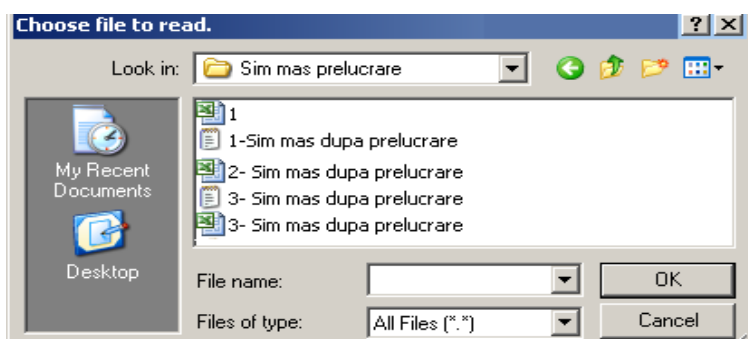 Choose file to read.
Look in: Sim mas prelucrare
My Recent Documents
Desktop
1
1-Sim mas dupa prelucrare
2- Sim mas dupa prelucrare
3- Sim mas dupa prelucrare
3- Sim mas dupa prelucrare
File name: OK
Files of type: All Files (*.*) Cancel